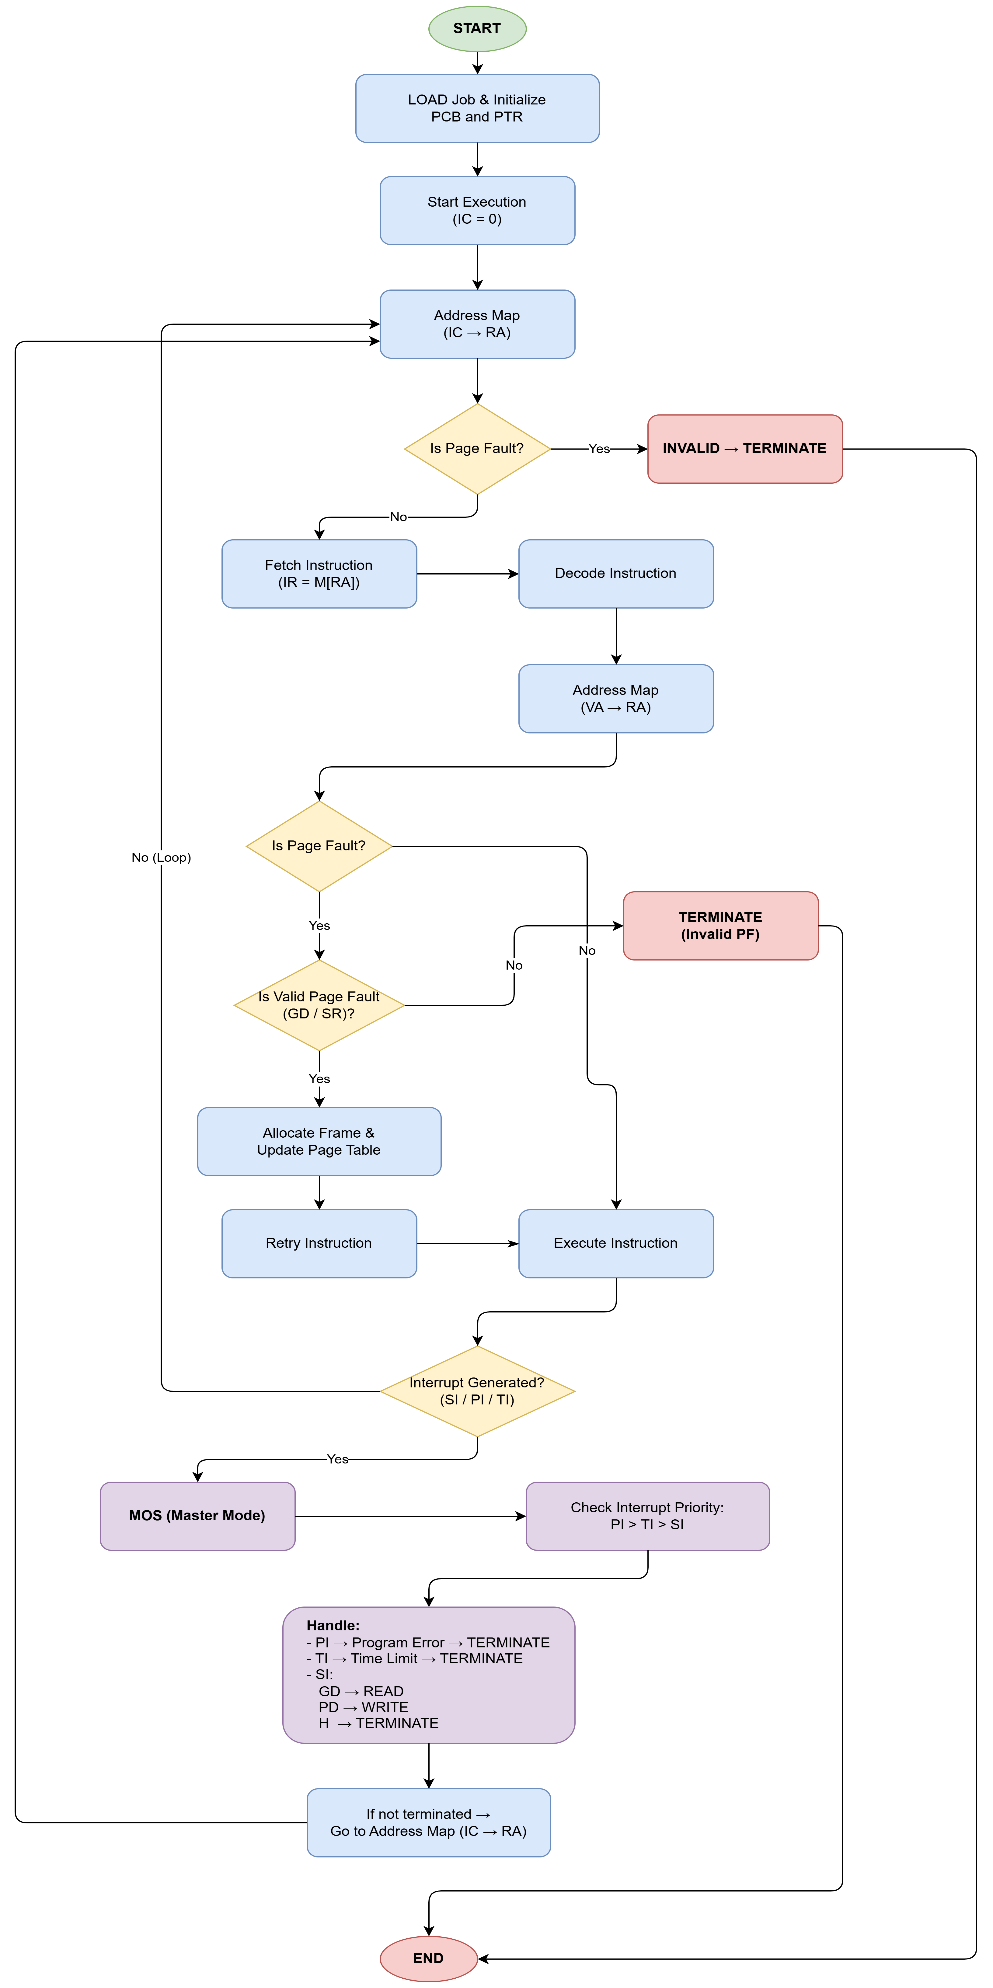 START
LOAD Job & Initialize
PCB and PTR
Start Execution
(IC = 0)
Address Map
(IC → RA)
Is Page Fault?
Yes
INVALID → TERMINATE
No
Fetch Instruction
(IR = M[RA])
Decode Instruction
Address Map
(VA → RA)
Is Page Fault?
No (Loop)
Yes
TERMINATE
(Invalid PF)
No
No
Is Valid Page Fault
(GD / SR)?
Yes
Allocate Frame &
Update Page Table
Retry Instruction
Execute Instruction
Interrupt Generated?
(SI / PI / TI)
Yes
MOS (Master Mode)
Check Interrupt Priority:
PI > TI > SI
Handle:
- PI → Program Error → TERMINATE
- TI → Time Limit → TERMINATE
- SI:
GD → READ
PD → WRITE
H → TERMINATE
If not terminated →
Go to Address Map (IC → RA)
END